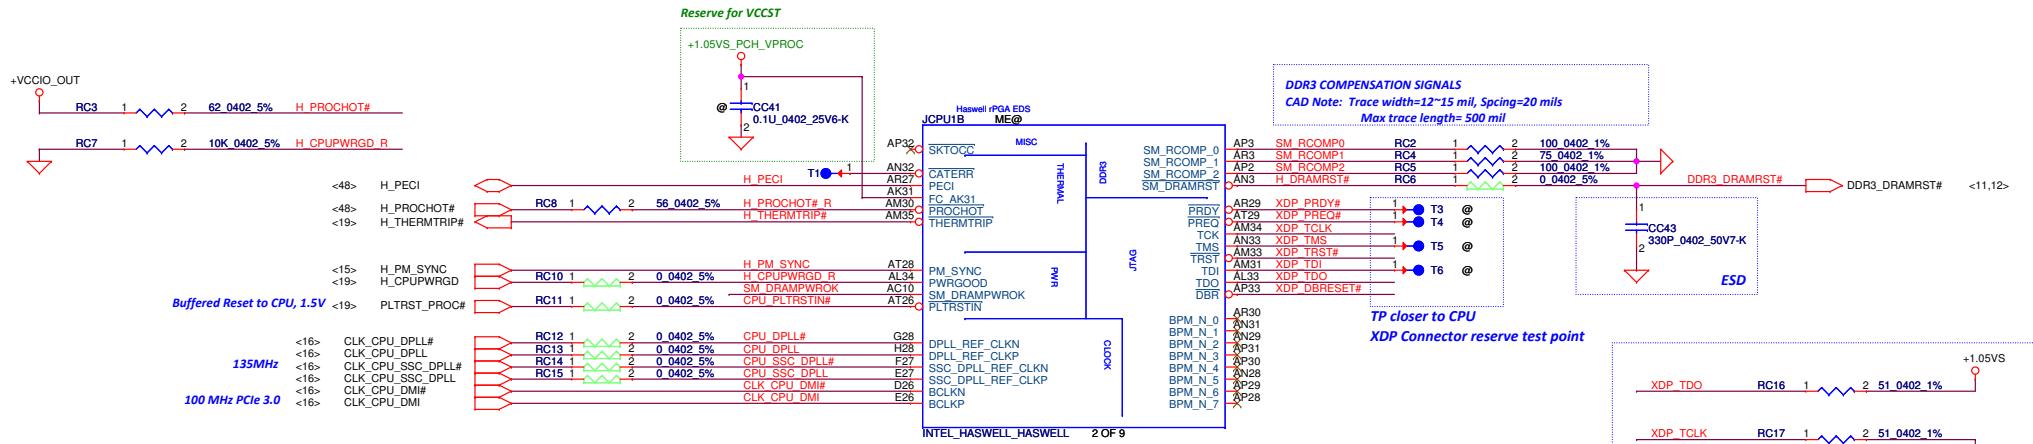 Reserve for VCCST
+1.05VS_PCH_VPROC
1
@ CC41
0.1U_0402_25V6-K
2
+VCCIO_OUT
RC3 1 2 62_0402_5% H_PROCHOT#
RC7 1 2 10K_0402_5% H_CPUPWRGD_R
DDR3 COMPENSATION SIGNALS
CAD Note: Trace width=12~15 mil, Spcing=20 mils
Max trace length= 500 mil
Haswell rPGA EDS
JCPU1B ME@
MISC
THERMAL
PWR
CLOCK
DDR3
JTAG
AP32 SKTOCC
T1 1 AN32 CATERR
<48> H_PECI H_PECI AR27 PECI
AK31 FC_AK31
<48> H_PROCHOT# RC8 1 2 56_0402_5% H_PROCHOT#_R AM30 PROCHOT
<19> H_THERMTRIP# H_THERMTRIP# AM35 THERMTRIP
<15> H_PM_SYNC H_PM_SYNC AT28 PM_SYNC
<19> H_CPUPWRGD RC10 1 2 0_0402_5% H_CPUPWRGD_R AL34 PWRGOOD
SM_DRAMPWROK AC10 SM_DRAMPWROK
Buffered Reset to CPU, 1.5V <19> PLTRST_PROC# RC11 1 2 0_0402_5% CPU_PLTRSTIN# AT26 PLTRSTIN
<16> CLK_CPU_DPLL# RC12 1 2 0_0402_5% CPU_DPLL# G28 DPLL_REF_CLKN
<16> CLK_CPU_DPLL RC13 1 2 0_0402_5% CPU_DPLL H28 DPLL_REF_CLKP
135MHz
<16> CLK_CPU_SSC_DPLL# RC14 1 2 0_0402_5% CPU_SSC_DPLL# F27 SSC_DPLL_REF_CLKN
<16> CLK_CPU_SSC_DPLL RC15 1 2 0_0402_5% CPU_SSC_DPLL E27 SSC_DPLL_REF_CLKP
<16> CLK_CPU_DMI# CLK_CPU_DMI# D26 BCLKN
100 MHz PCIe 3.0 <16> CLK_CPU_DMI CLK_CPU_DMI E26 BCLKP
INTEL_HASWELL_HASWELL 2 OF 9
SM_RCOMP_0 AP3 SM_RCOMP0 RC2 1 2 100_0402_1%
SM_RCOMP_1 AR3 SM_RCOMP1 RC4 1 2 75_0402_1%
SM_RCOMP_2 AP2 SM_RCOMP2 RC5 1 2 100_0402_1%
SM_DRAMRST AN3 H_DRAMRST# RC6 1 2 0_0402_5% DDR3_DRAMRST# DDR3_DRAMRST# <11,12>
PRDY AR29 XDP_PRDY# 1 T3 @
PREQ AT29 XDP_PREQ# 1 T4 @
TCK AM34 XDP_TCLK
TMS AN33 XDP_TMS 1 T5 @
TRST AM33 XDP_TRST#
TDI AM31 XDP_TDI 1 T6 @
TDO AL33 XDP_TDO
DBR AP33 XDP_DBRESET#
BPM_N_0 AR30
BPM_N_1 AN31
BPM_N_2 AN29
BPM_N_3 AP31
BPM_N_4 AP30
BPM_N_5 AN28
BPM_N_6 AP29
BPM_N_7 AP28
1
CC43
330P_0402_50V7-K
2
ESD
TP closer to CPU
XDP Connector reserve test point
+1.05VS
XDP_TDO RC16 1 2 51_0402_1%
XDP_TCLK RC17 1 2 51_0402_1%